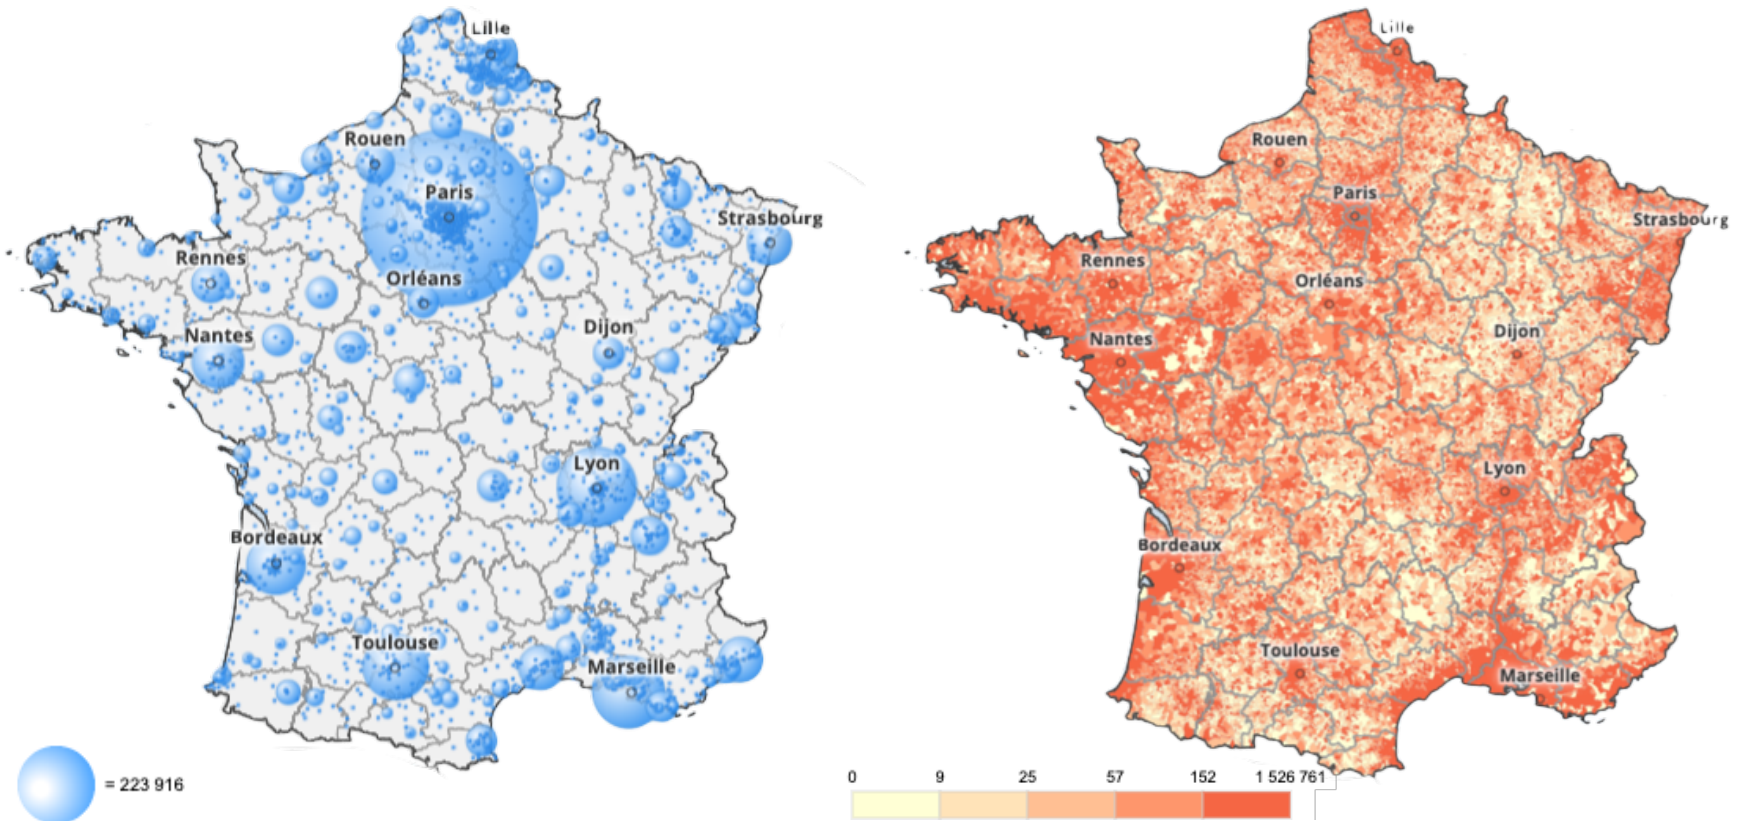 Lille
Rouen
Paris
Strasbourg
Rennes
Orléans
Nantes
Dijon
Lyon
Bordeaux
Toulouse
Marseille
= 223 916
Lille
Rouen
Paris
Strasbourg
Rennes
Orléans
Nantes
Dijon
Lyon
Bordeaux
Toulouse
Marseille
0 9 25 57 152 1 526 761